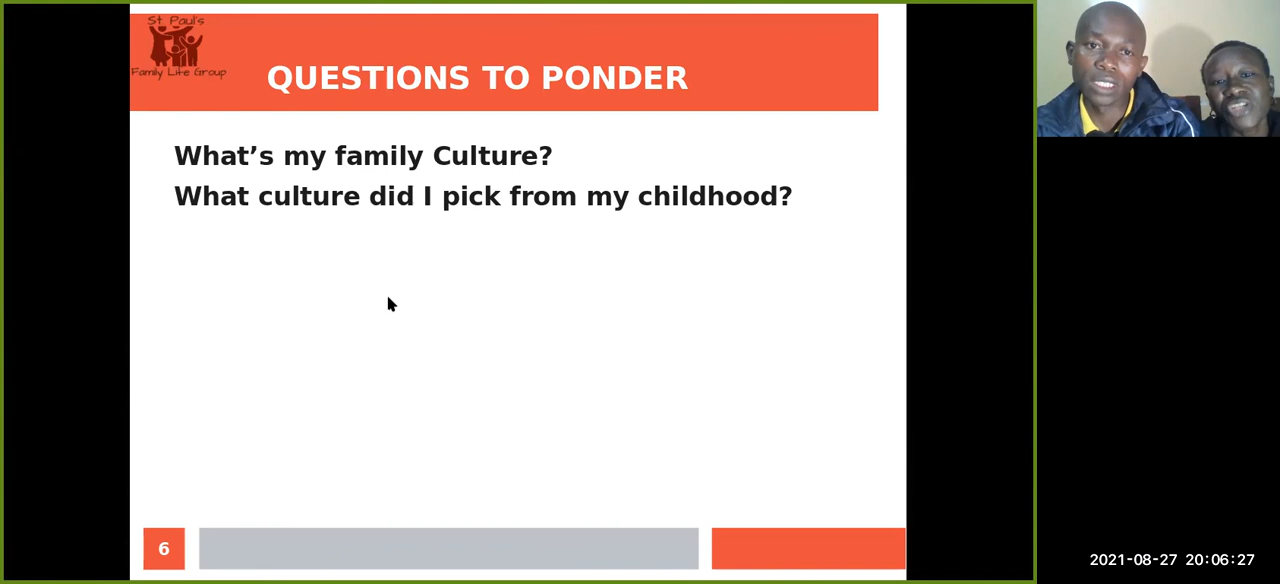 St. Paul's
Family Life Group
QUESTIONS TO PONDER
What's my family Culture?
What culture did I pick from my childhood?
6
2021-08-27 20:06:27